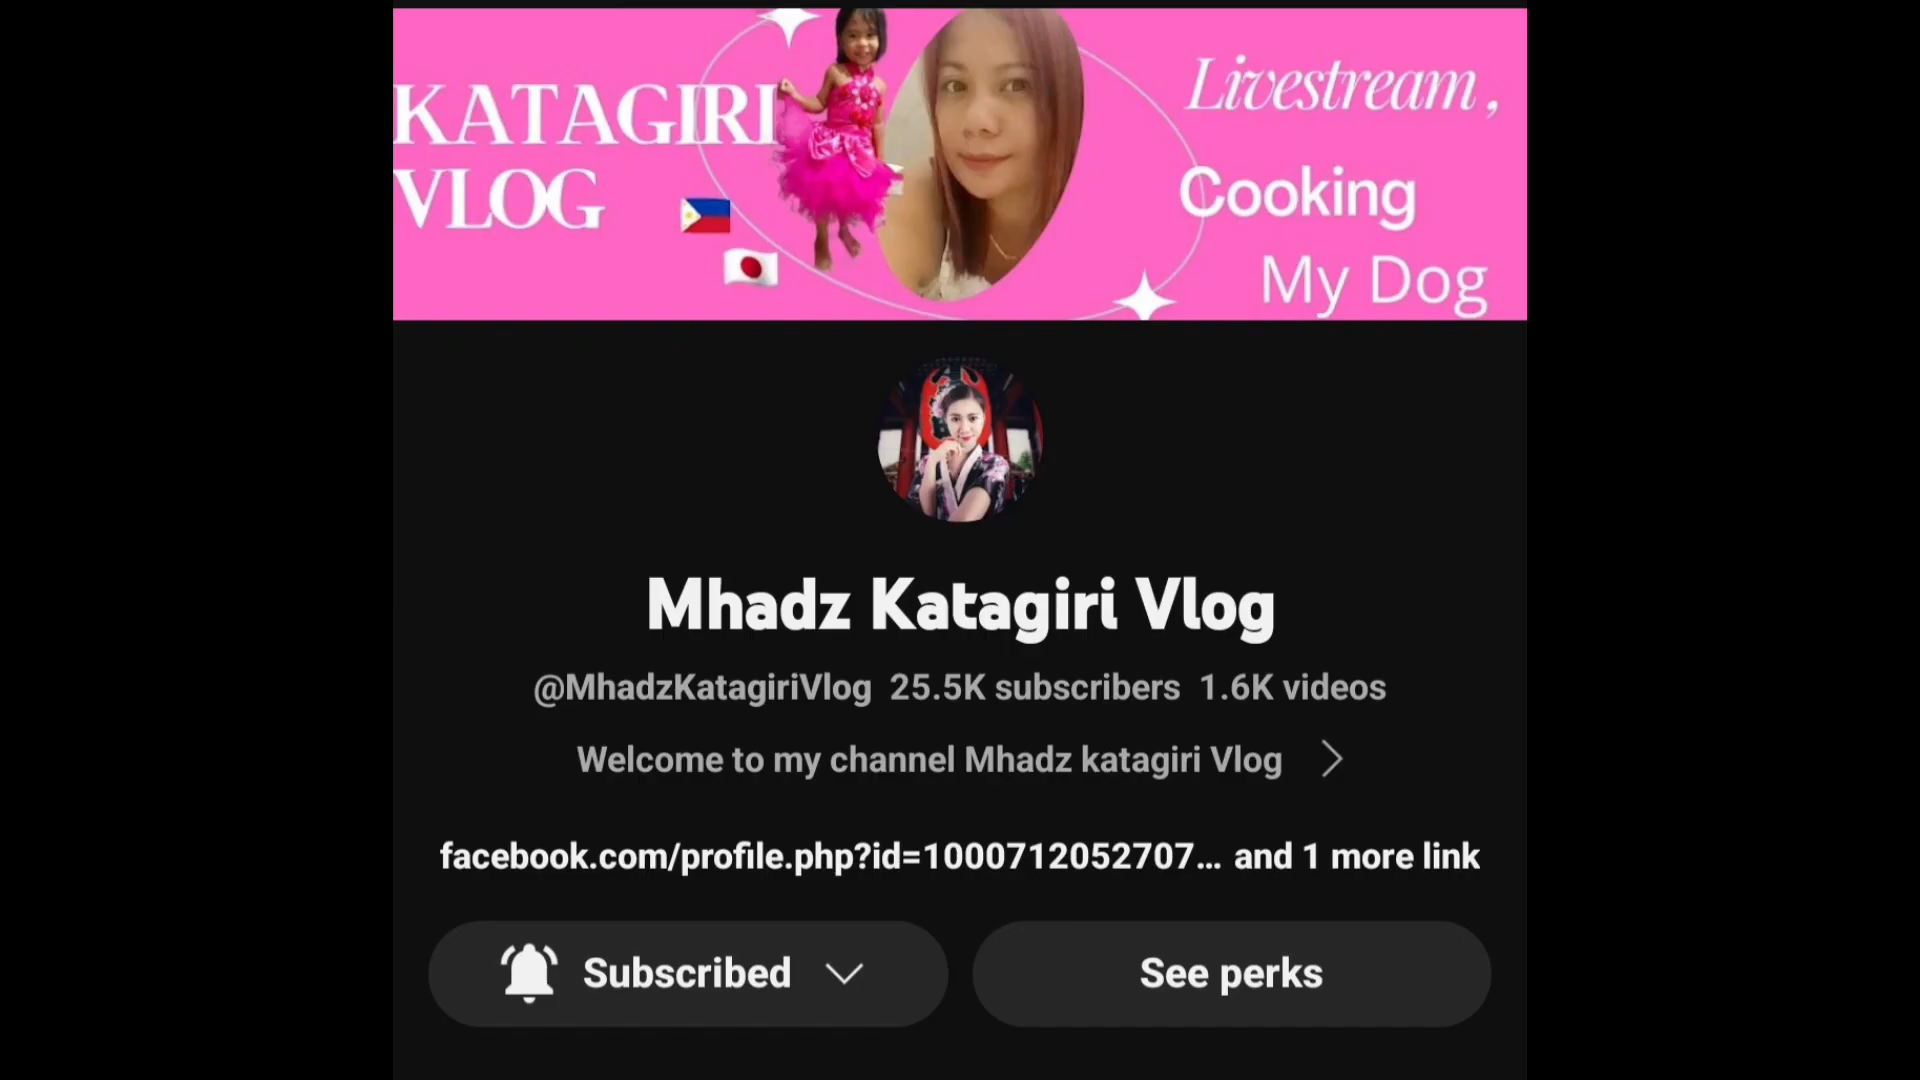 KATAGIRI
VLOG
Livestream,
Cooking
My Dog
Mhadz Katagiri Vlog
@MhadzKatagiriVlog 25.5K subscribers 1.6K videos
Welcome to my channel Mhadz katagiri Vlog
facebook.com/profile.php?id=1000712052707... and 1 more link
Subscribed
See perks